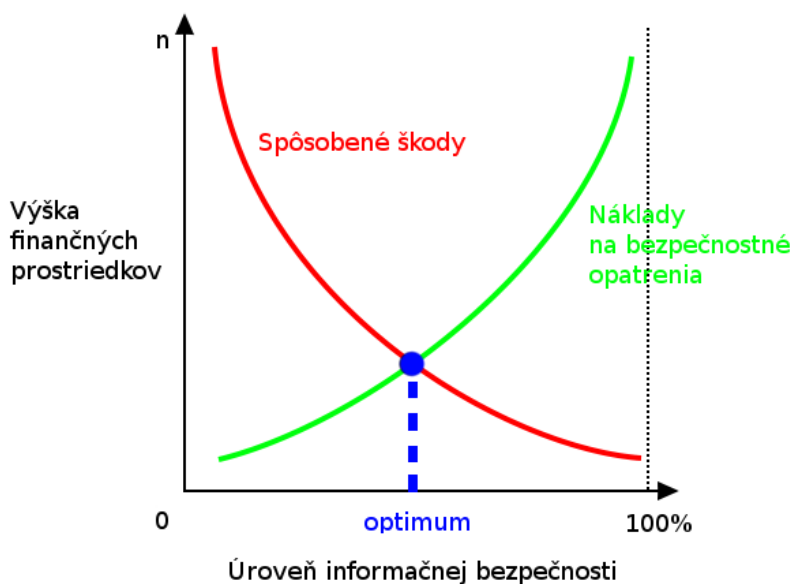 n
Spôsobené škody
Výška
finančných
prostriedkov
Náklady
na bezpečnostné
opatrenia
0
optimum
100%
Úroveň informačnej bezpečnosti